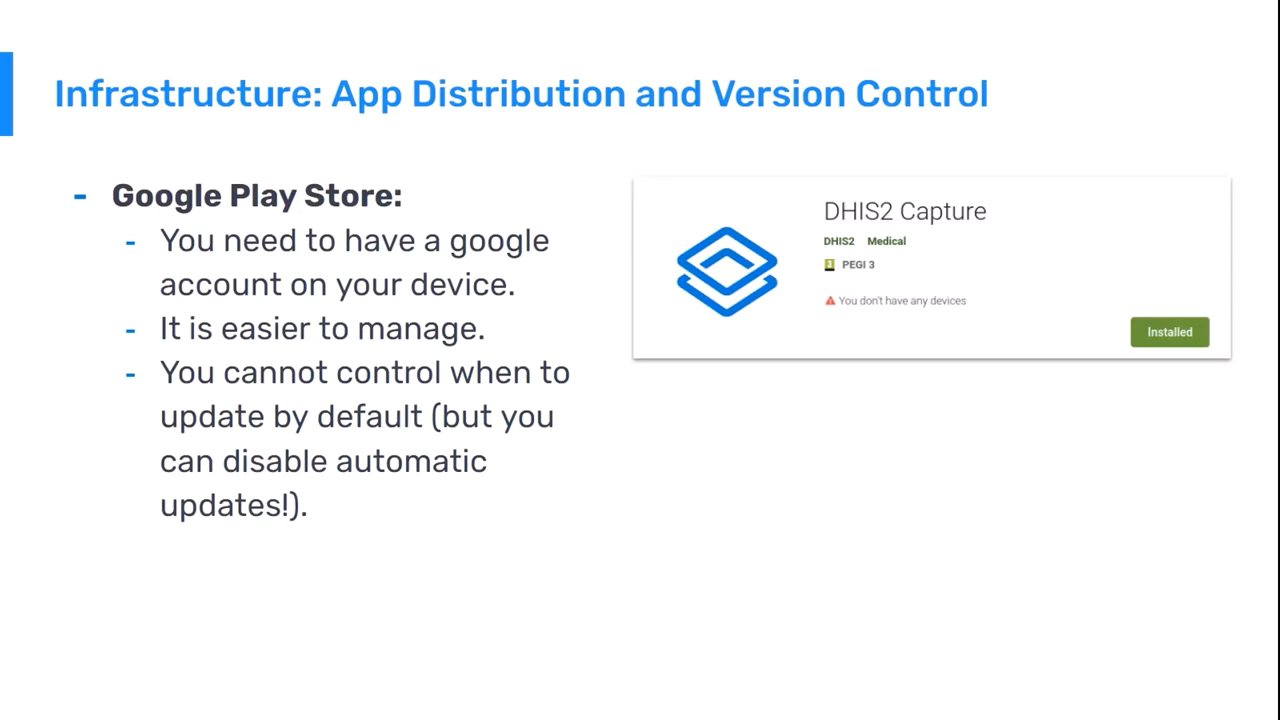 Infrastructure: App Distribution and Version Control
- Google Play Store:
- You need to have a google
account on your device.
- It is easier to manage.
- You cannot control when to
update by default (but you
can disable automatic
updates!).
DHIS2 Capture
DHIS2 Medical
3 PEGI 3
You don't have any devices
Installed